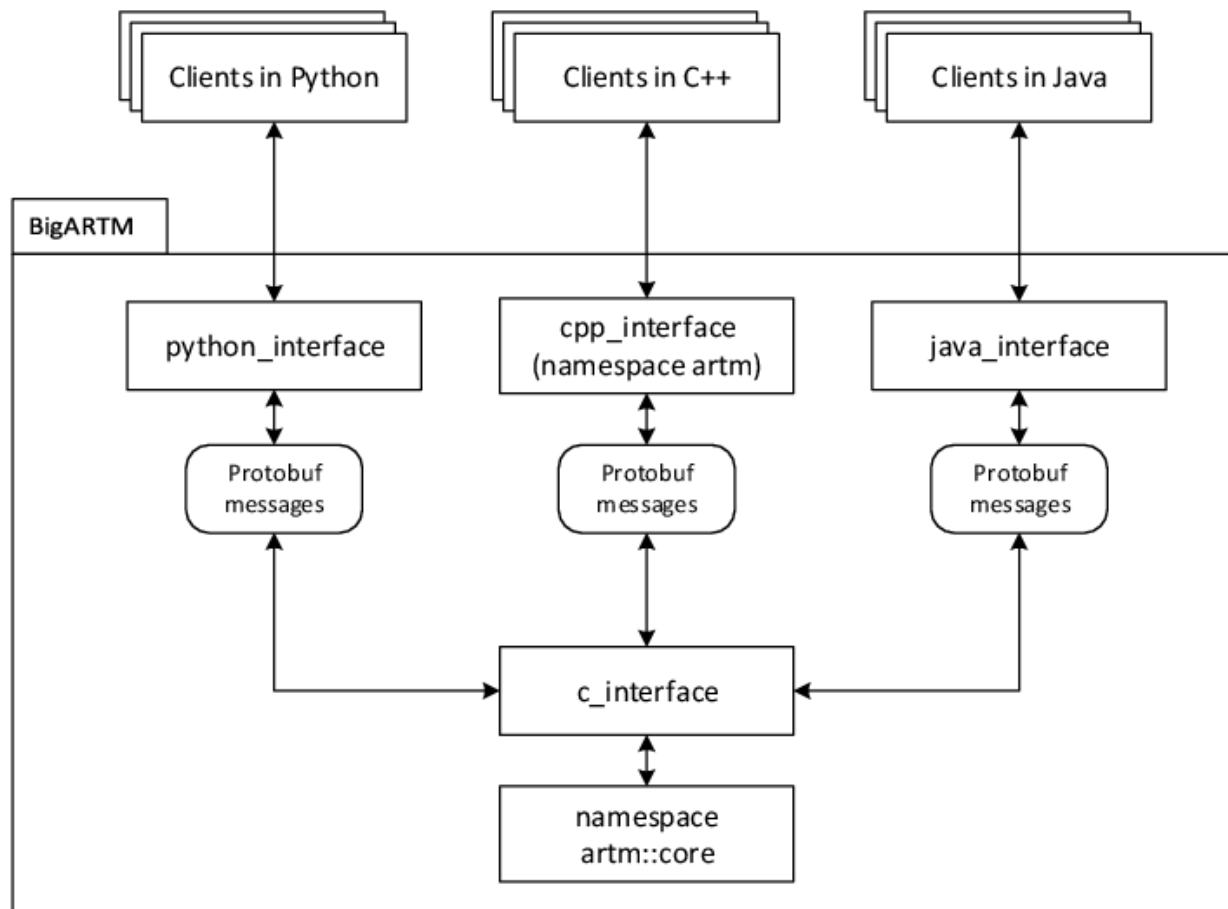 Clients in Python
Clients in C++
Clients in Java
BigARTM
python_interface
cpp_interface
(namespace artm)
java_interface
Protobuf
messages
Protobuf
messages
Protobuf
messages
c_interface
namespace
artm::core